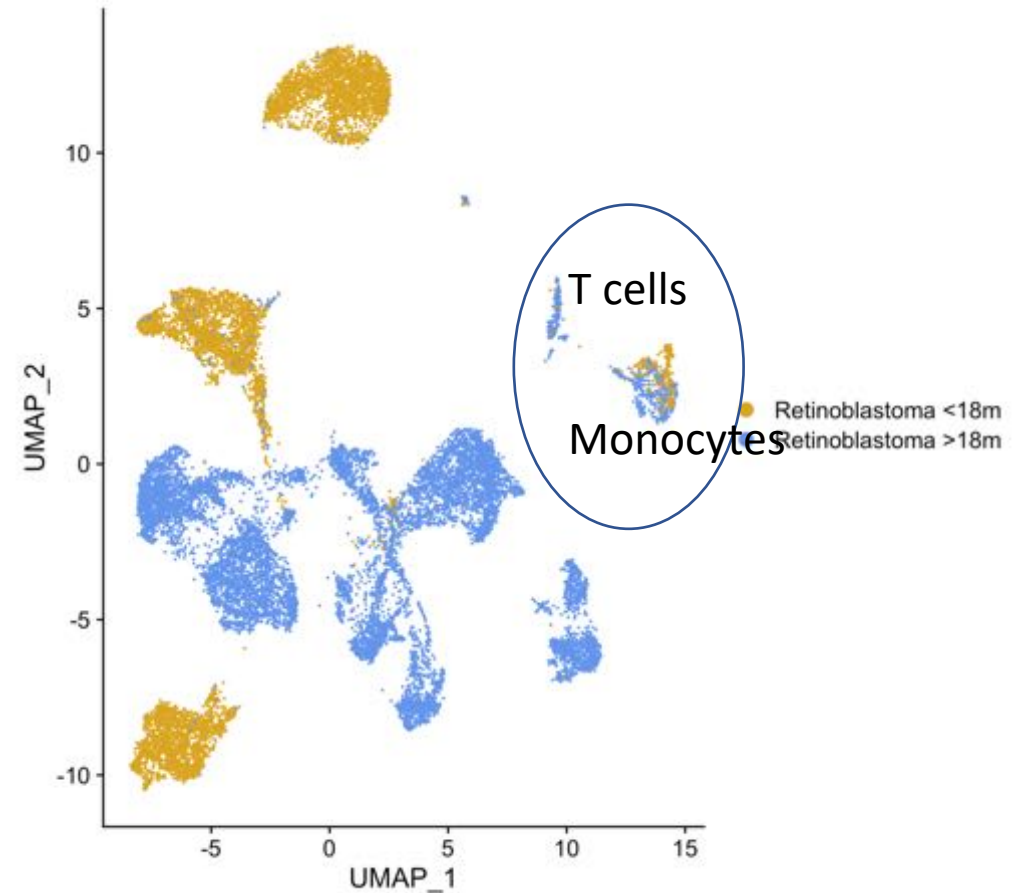 10
5
0
-5
-10
UMAP_2
T cells
Monocytes
Retinoblastoma <18m
Retinoblastoma >18m
-5
0
5
10
15
UMAP_1